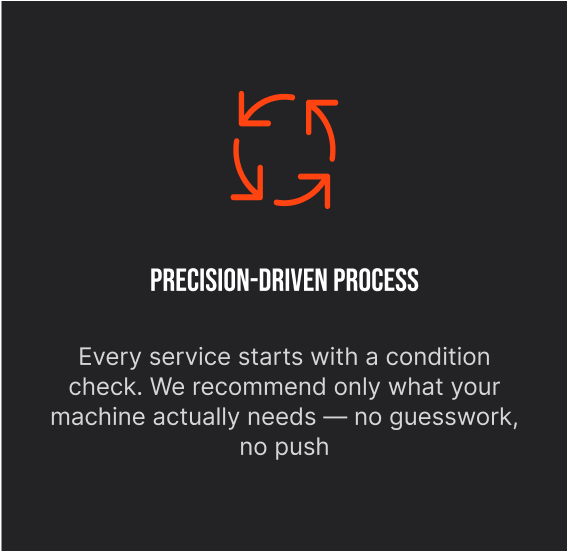 PRECISION-DRIVEN PROCESS
Every service starts with a condition
check. We recommend only what your
machine actually needs — no guesswork,
no push